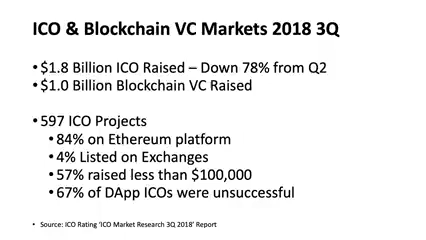 ICO & Blockchain VC Markets 2018 3Q
•$1.8 Billion ICO Raised – Down 78% from Q2
•$1.0 Billion Blockchain VC Raised
•597 ICO Projects
•84% on Ethereum platform
•4% Listed on Exchanges
•57% raised less than $100,000
•67% of DApp ICOs were unsuccessful
• Source: ICO Rating ‘ICO Market Research 3Q 2018’ Report